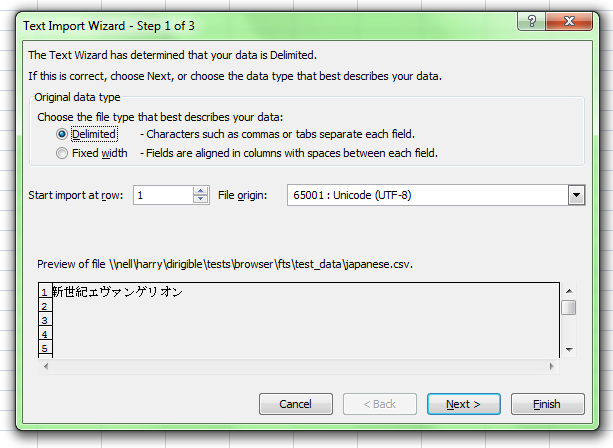 Text Import Wizard - Step 1 of 3
The Text Wizard has determined that your data is Delimited.
If this is correct, choose Next, or choose the data type that best describes your data.
Original data type
Choose the file type that best describes your data:
Delimited - Characters such as commas or tabs separate each field.
Fixed width - Fields are aligned in columns with spaces between each field.
Start import at row: 1 File origin: 65001 : Unicode (UTF-8)
Preview of file \\nell\harry\dirigible\tests\browser\fts\test_data\japanese.csv.
1 新世紀エヴァンゲリオン
2
3
4
5
Cancel < Back Next > Finish